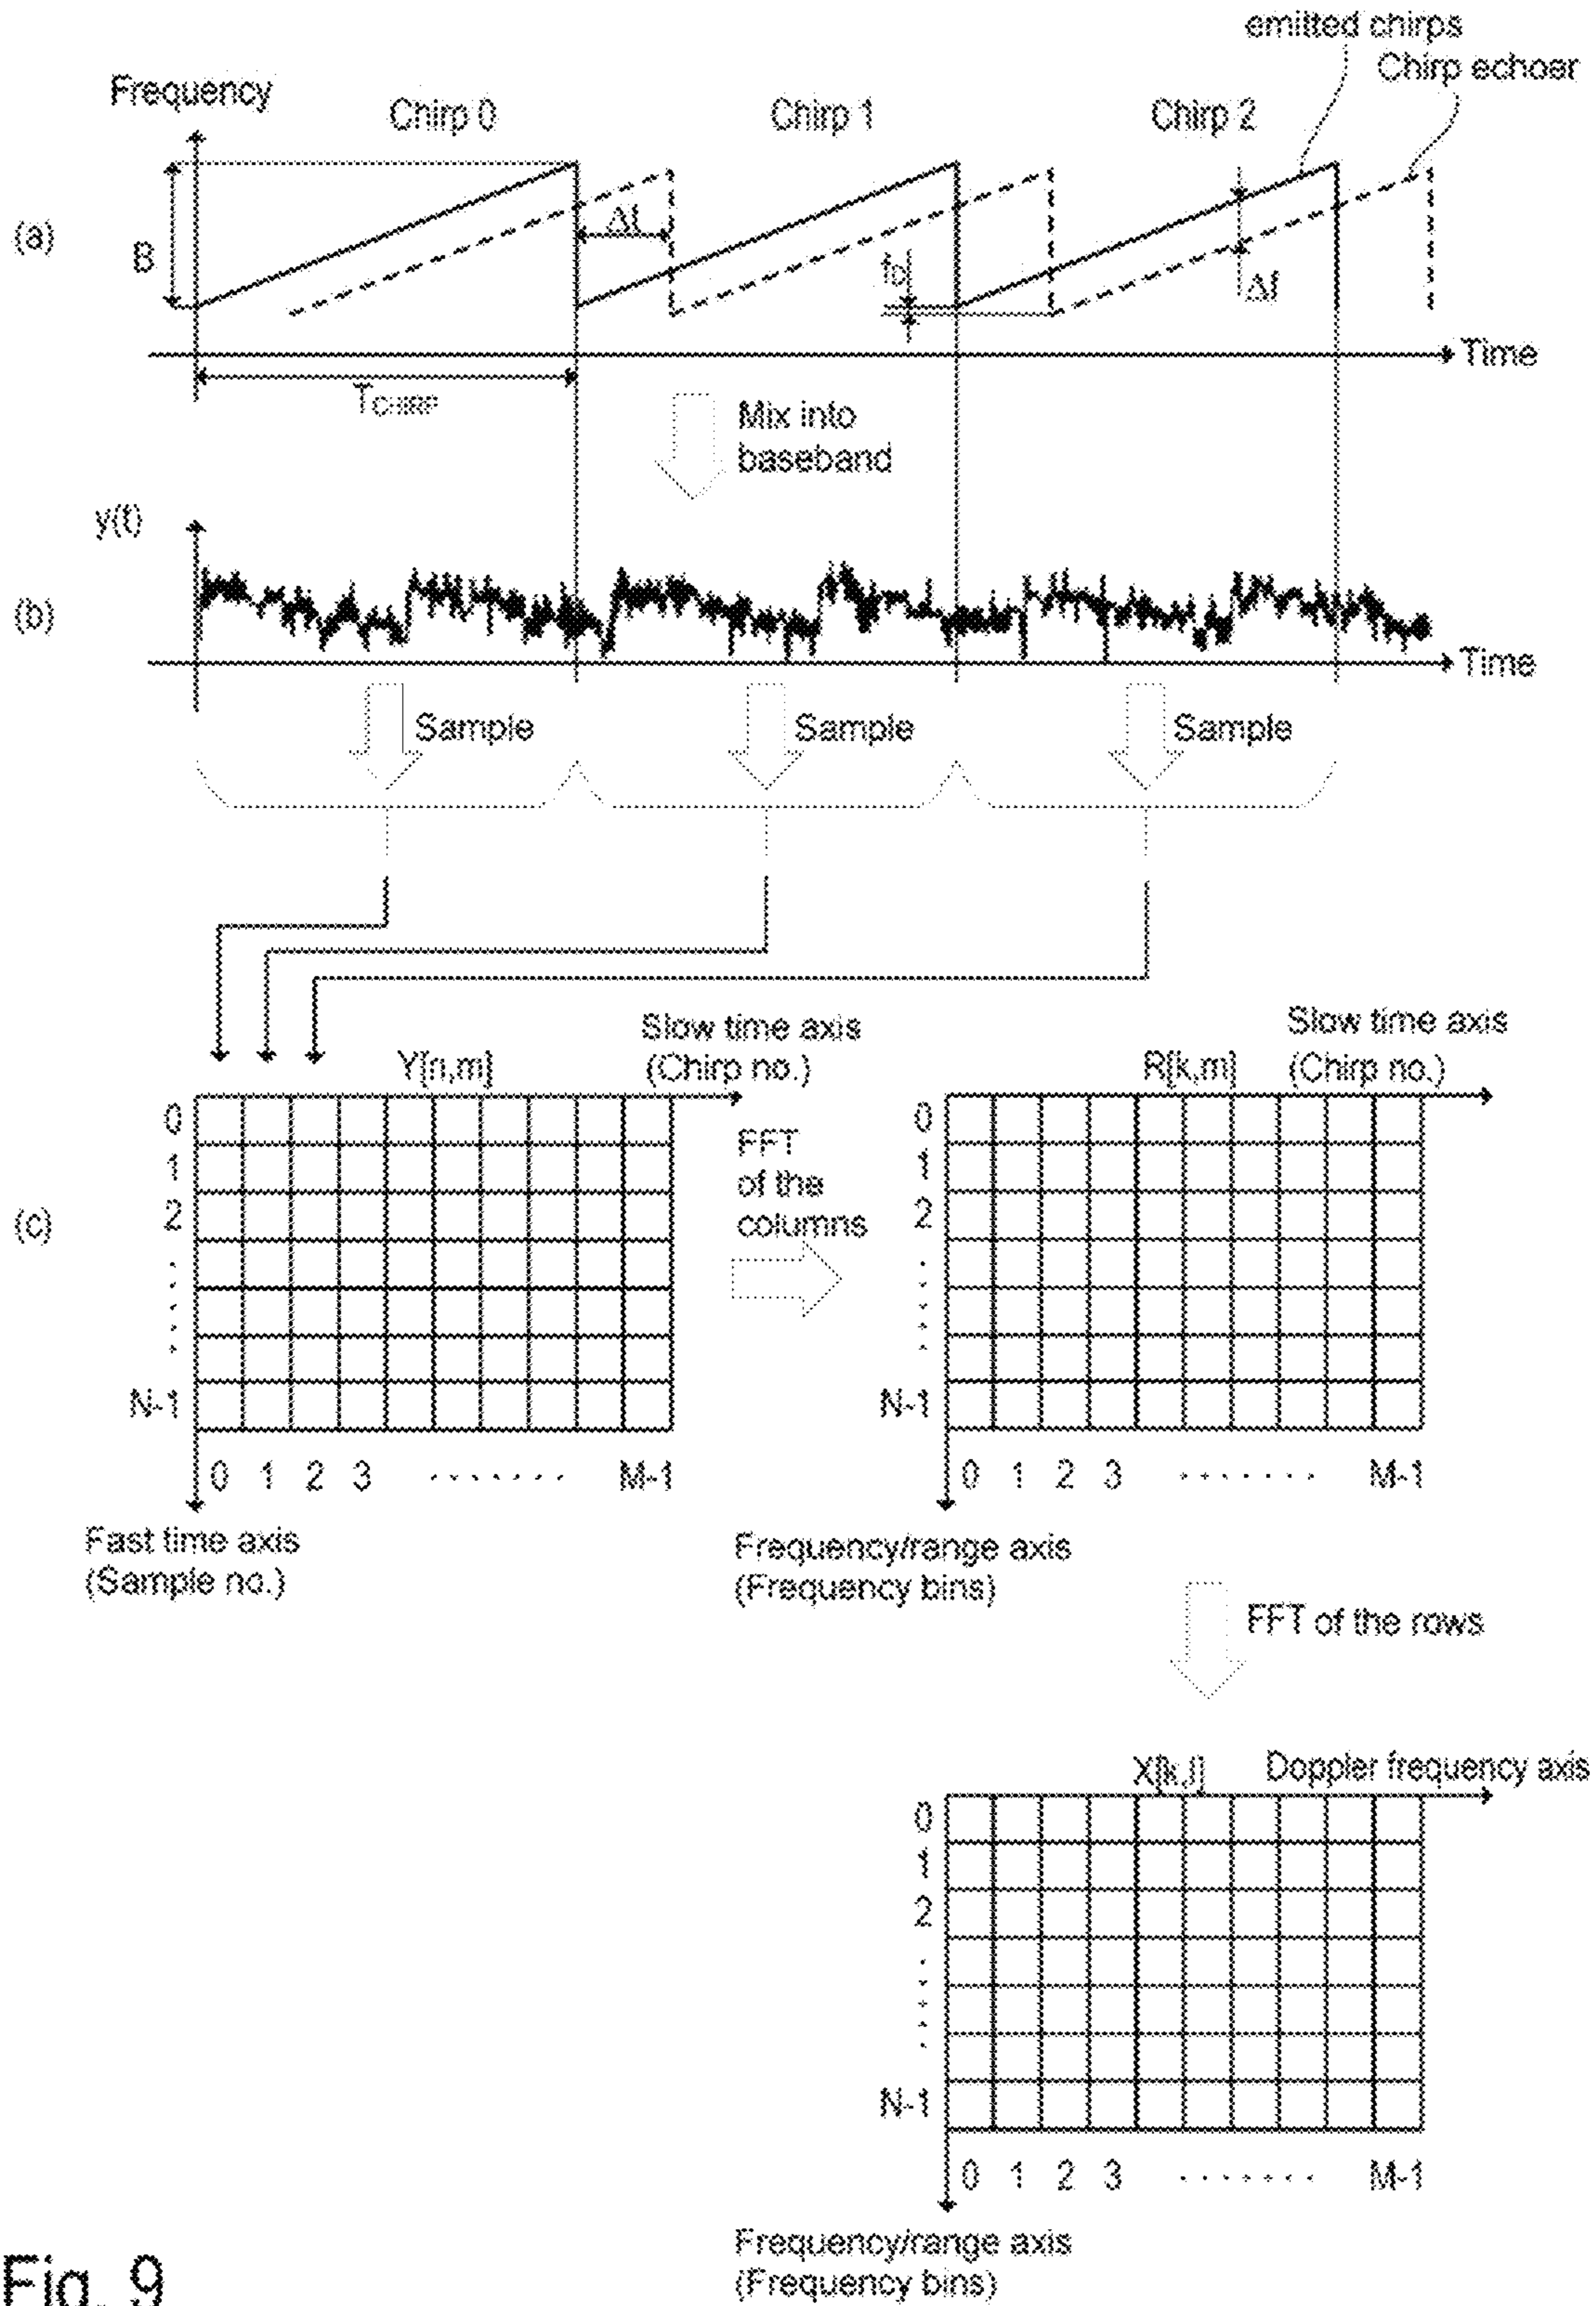 emitted chirps
Chirp echoer
Frequency
Chirp 0
Chirp 1
Chirp 2
(a)
B
Δt
fD
Δf
Time
TCHIRP
Mix into
baseband
y(t)
(b)
Time
Sample
Sample
Sample
Slow time axis
(Chirp no.)
Y[n,m]
Slow time axis
(Chirp no.)
R[k,m]
(c)
0
1
2
N-1
0 1 2 3 ....... M-1
Fast time axis
(Sample no.)
FFT
of the
columns
0
1
2
N-1
0 1 2 3 ....... M-1
Frequency/range axis
(Frequency bins)
FFT of the rows
X[k,l]
Doppler frequency axis
0
1
2
N-1
0 1 2 3 ....... M-1
Frequency/range axis
(Frequency bins)
Fig. 9